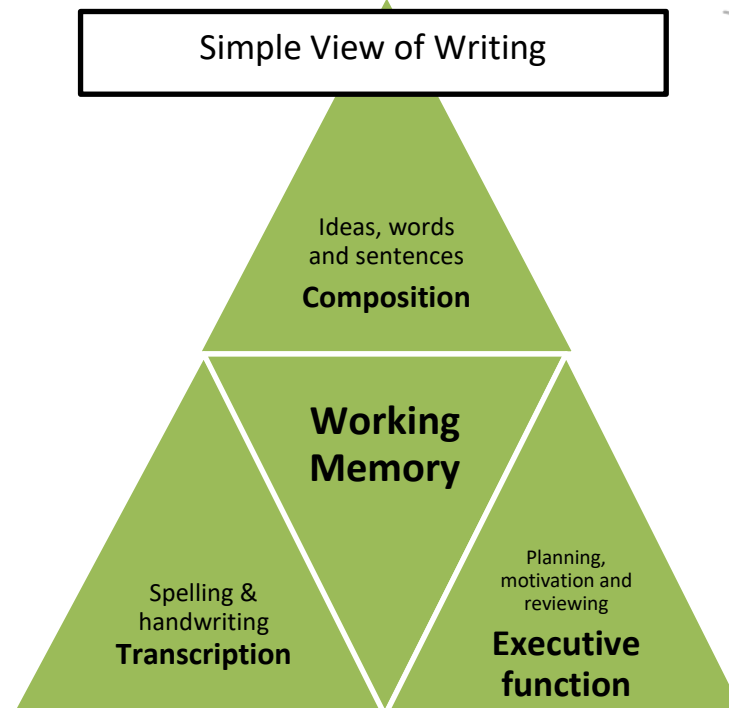 Simple View of Writing
Ideas, words
and sentences
Composition
Working
Memory
Spelling &
handwriting
Transcription
Planning,
motivation and
reviewing
Executive
function